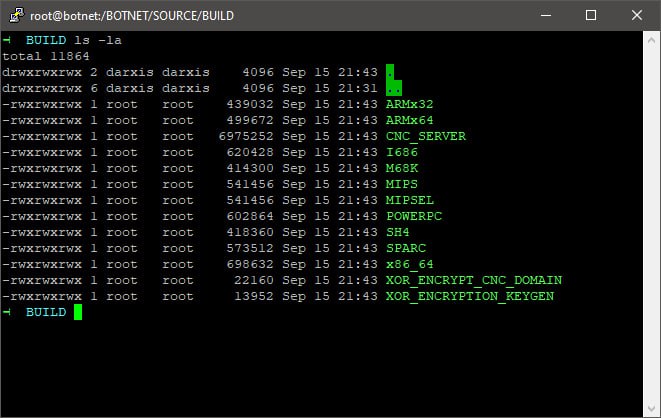 root@botnet:/BOTNET/SOURCE/BUILD
BUILD ls -la
total 11864
drwxrwxrwx 2 darxis darxis    4096 Sep 15 21:43 .
drwxrwxrwx 6 darxis darxis    4096 Sep 15 21:31 ..
-rwxrwxrwx 1 root   root    439032 Sep 15 21:43 ARMx32
-rwxrwxrwx 1 root   root    499672 Sep 15 21:43 ARMx64
-rwxrwxrwx 1 root   root   6975252 Sep 15 21:43 CNC_SERVER
-rwxrwxrwx 1 root   root    620428 Sep 15 21:43 I686
-rwxrwxrwx 1 root   root    414300 Sep 15 21:43 M68K
-rwxrwxrwx 1 root   root    541456 Sep 15 21:43 MIPS
-rwxrwxrwx 1 root   root    541456 Sep 15 21:43 MIPSEL
-rwxrwxrwx 1 root   root    602864 Sep 15 21:43 POWERPC
-rwxrwxrwx 1 root   root    418360 Sep 15 21:43 SH4
-rwxrwxrwx 1 root   root    573512 Sep 15 21:43 SPARC
-rwxrwxrwx 1 root   root    698632 Sep 15 21:43 x86_64
-rwxrwxrwx 1 root   root     22160 Sep 15 21:43 XOR_ENCRYPT_CNC_DOMAIN
-rwxrwxrwx 1 root   root     13952 Sep 15 21:43 XOR_ENCRYPTION_KEYGEN
BUILD